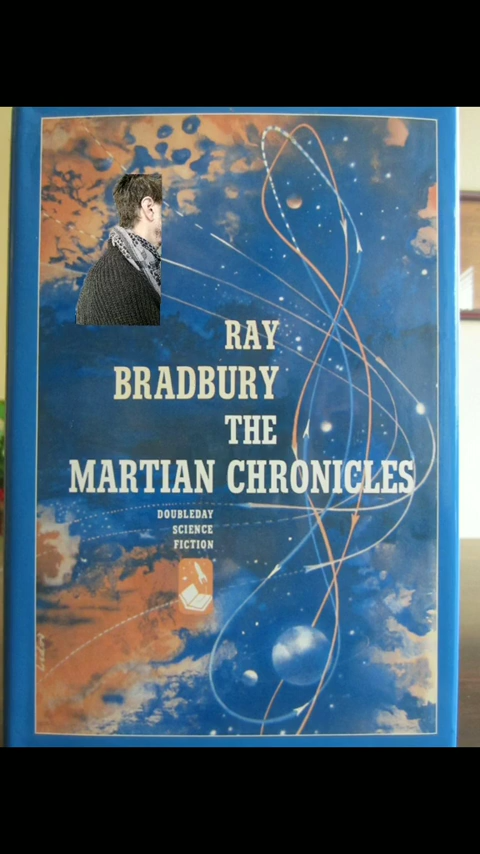 RAY
BRADBURY
THE
MARTIAN CHRONICLES
DOUBLEDAY
SCIENCE
FICTION